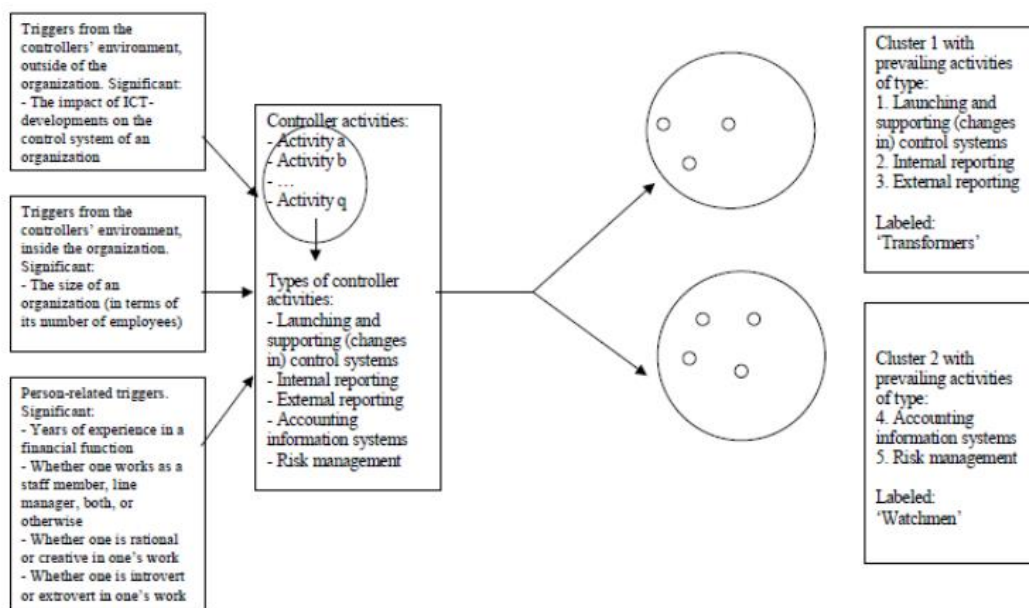 Triggers from the
controllers’ environment,
outside of the
organization. Significant:
- The impact of ICT-
developments on the
control system of an
organization
Triggers from the
controllers’ environment,
inside the organization.
Significant:
- The size of an
organization (in terms of
its number of employees)
Person-related triggers.
Significant:
- Years of experience in a
financial function
- Whether one works as a
staff member, line
manager, both, or
otherwise
- Whether one is rational
or creative in one’s work
- Whether one is introvert
or extrovert in one’s work
Controller activities:
- Activity a
- Activity b
- …
- Activity q
Types of controller
activities:
- Launching and
supporting (changes
in) control systems
- Internal reporting
- External reporting
- Accounting
information systems
- Risk management
Cluster 1 with
prevailing activities of
type:
1. Launching and
supporting (changes
in) control systems
2. Internal reporting
3. External reporting
Labeled:
‘Transformers’
Cluster 2 with
prevailing activities
of type:
4. Accounting
information systems
5. Risk management
Labeled:
‘Watchmen’